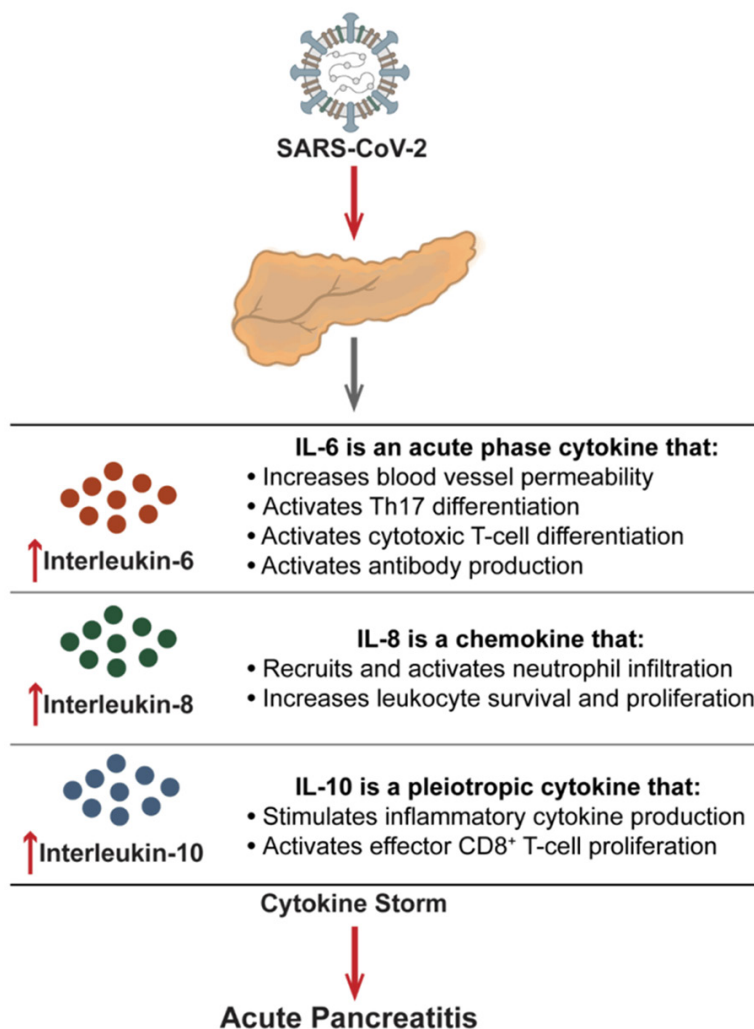 SARS-CoV-2
IL-6 is an acute phase cytokine that:
• Increases blood vessel permeability
• Activates Th17 differentiation
• Activates cytotoxic T-cell differentiation
• Activates antibody production
Interleukin-6
IL-8 is a chemokine that:
• Recruits and activates neutrophil infiltration
• Increases leukocyte survival and proliferation
Interleukin-8
IL-10 is a pleiotropic cytokine that:
• Stimulates inflammatory cytokine production
• Activates effector CD8⁺ T-cell proliferation
Interleukin-10
Cytokine Storm
Acute Pancreatitis